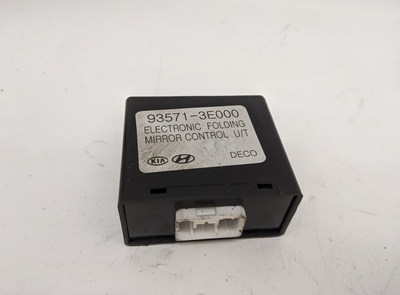 93571-3E000
ELECTRONIC FOLDING
MIRROR CONTROL U/T
KIA DECO